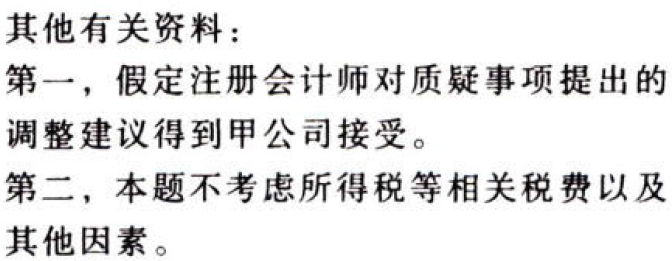 其他有关资料：
第一，假定注册会计师对质疑事项提出的
调整建议得到甲公司接受。
第二，本题不考虑所得税等相关税费以及
其他因素。